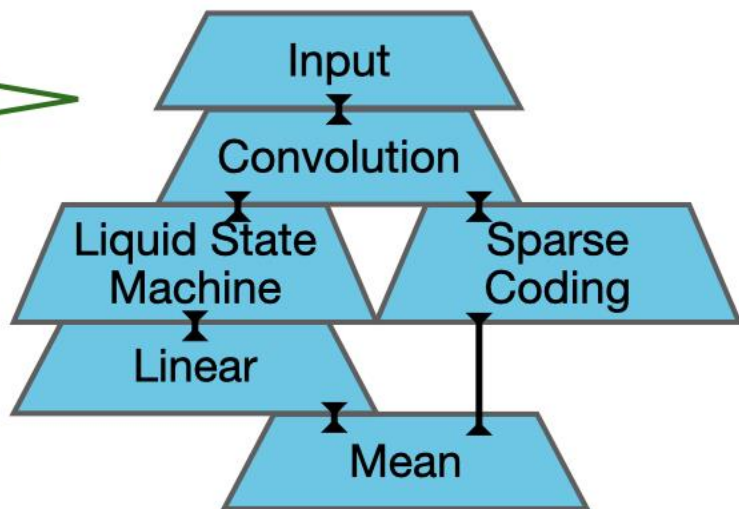 Input
Convolution
Liquid State
Machine
Sparse
Coding
Linear
Mean